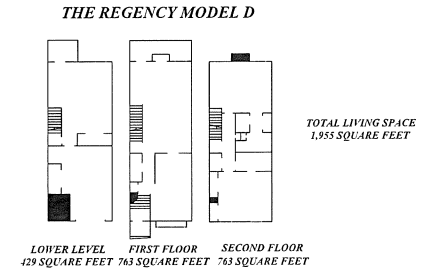 THE REGENCY MODEL D
TOTAL LIVING SPACE
1,955 SQUARE FEET
LOWER LEVEL
429 SQUARE FEET
FIRST FLOOR
763 SQUARE FEET
SECOND FLOOR
763 SQUARE FEET